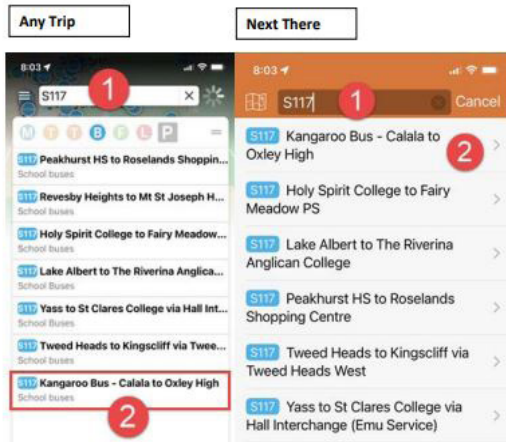 Any Trip
Next There
8:03
S117
1
M T T B F L P
S117 Peakhurst HS to Roselands Shoppin...
School buses
S117 Revesby Heights to Mt St Joseph H...
School buses
S117 Holy Spirit College to Fairy Meadow...
School buses
S117 Lake Albert to The Riverina Anglica...
School Buses
S117 Yass to St Clares College via Hall Int...
School buses
S117 Tweed Heads to Kingscliff via Twee...
School buses
S117 Kangaroo Bus - Calala to Oxley High
School buses
2
8:03
S117
1
Cancel
S117 Kangaroo Bus - Calala to
Oxley High
2
S117 Holy Spirit College to Fairy
Meadow PS
S117 Lake Albert to The Riverina
Anglican College
S117 Peakhurst HS to Roselands
Shopping Centre
S117 Tweed Heads to Kingscliff via
Tweed Heads West
S117 Yass to St Clares College via
Hall Interchange (Emu Service)